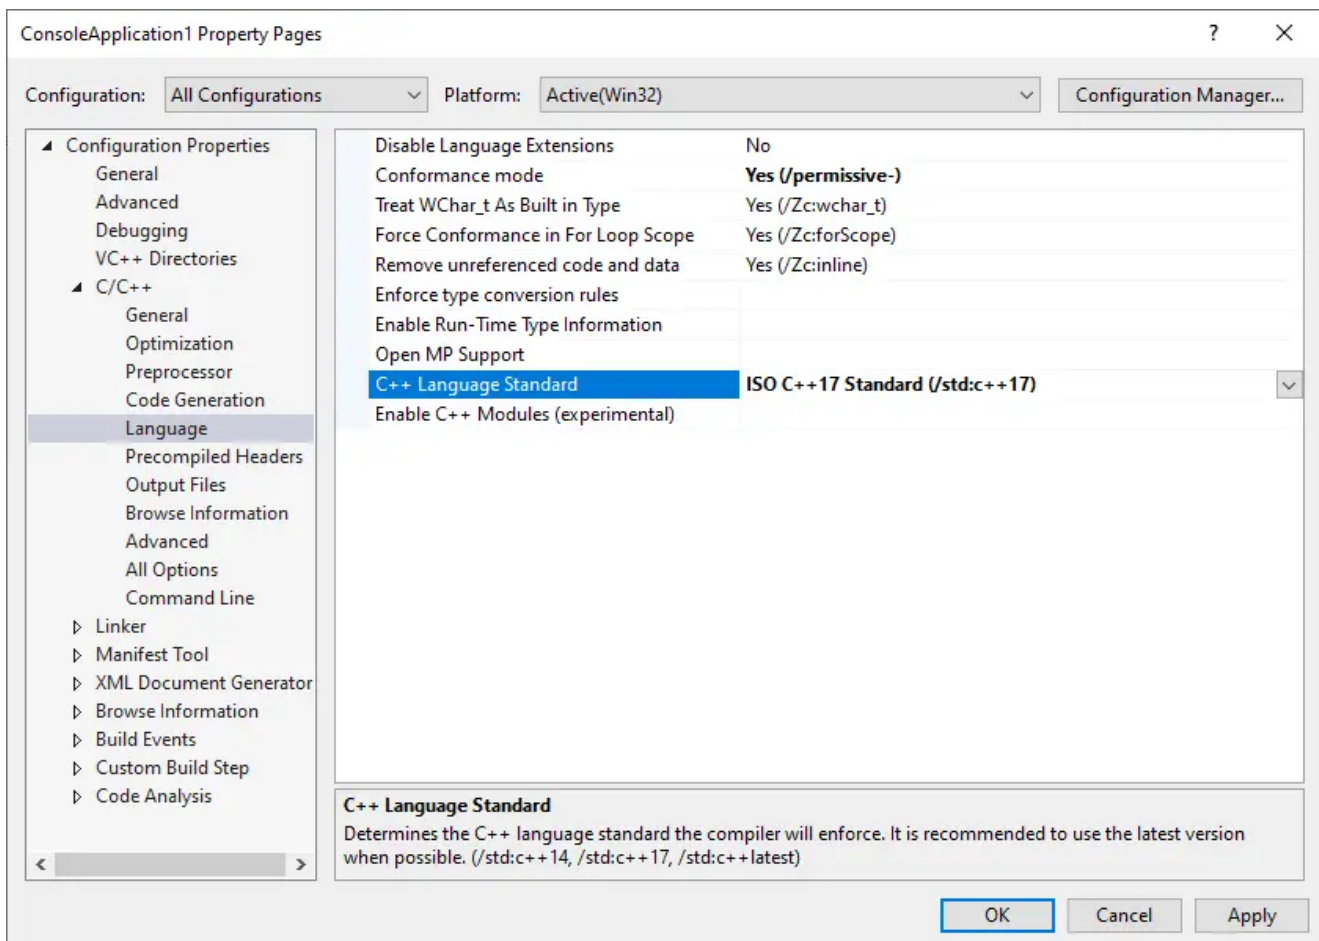 ConsoleApplication1 Property Pages
?
Configuration: All Configurations Platform: Active(Win32) Configuration Manager...
Configuration Properties
General
Advanced
Debugging
VC++ Directories
C/C++
General
Optimization
Preprocessor
Code Generation
Language
Precompiled Headers
Output Files
Browse Information
Advanced
All Options
Command Line
Linker
Manifest Tool
XML Document Generator
Browse Information
Build Events
Custom Build Step
Code Analysis
Disable Language Extensions No
Conformance mode Yes (/permissive-)
Treat WChar_t As Built in Type Yes (/Zc:wchar_t)
Force Conformance in For Loop Scope Yes (/Zc:forScope)
Remove unreferenced code and data Yes (/Zc:inline)
Enforce type conversion rules
Enable Run-Time Type Information
Open MP Support
C++ Language Standard ISO C++17 Standard (/std:c++17)
Enable C++ Modules (experimental)
C++ Language Standard
Determines the C++ language standard the compiler will enforce. It is recommended to use the latest version
when possible. (/std:c++14, /std:c++17, /std:c++latest)
OK Cancel Apply